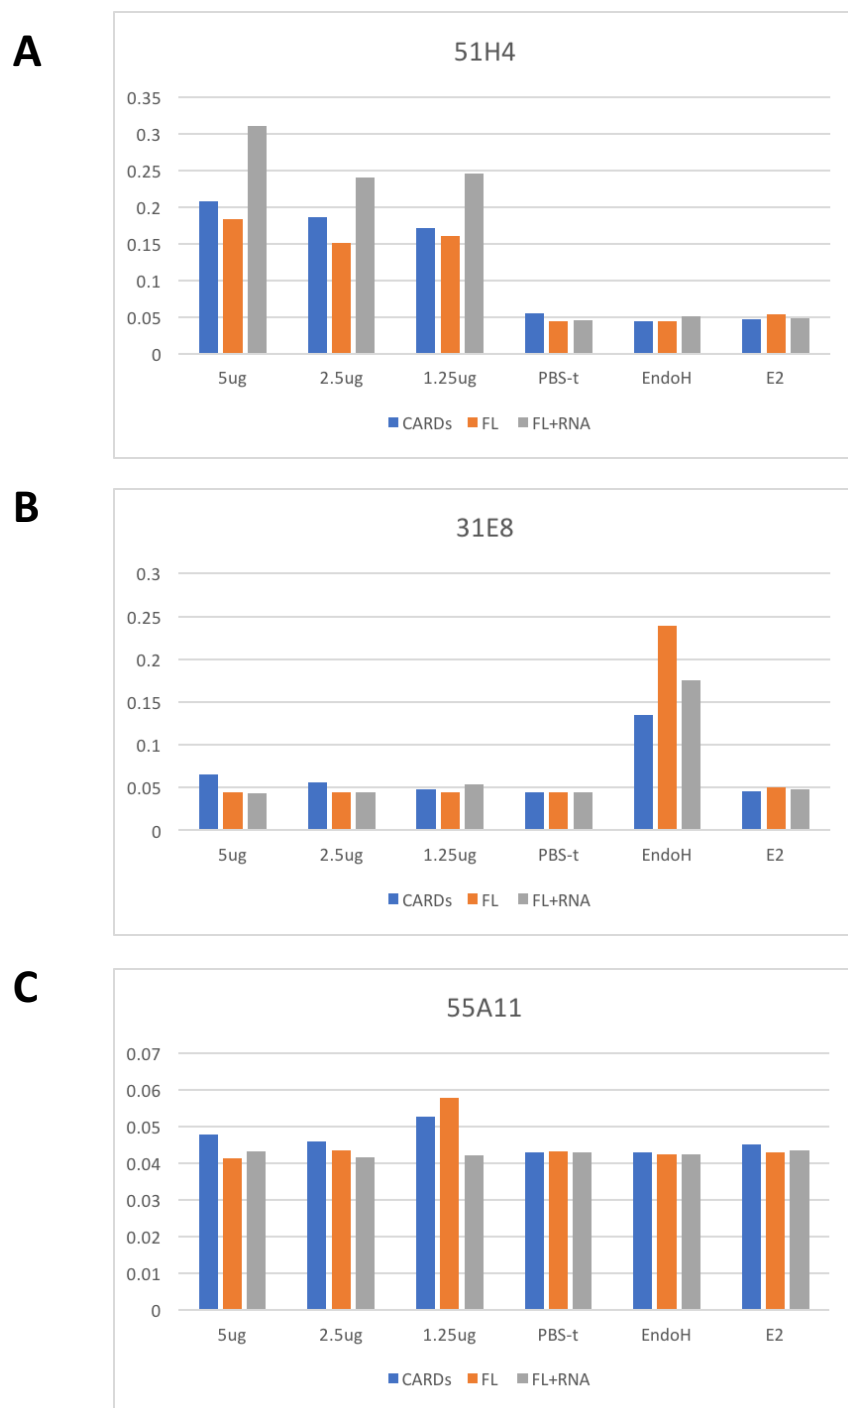 A
51H4
0.35
0.3
0.25
0.2
0.15
0.1
0.05
0
5ug 2.5ug 1.25ug PBS-t EndoH E2
CARDs FL FL+RNA
B
31E8
0.3
0.25
0.2
0.15
0.1
0.05
0
5ug 2.5ug 1.25ug PBS-t EndoH E2
CARDs FL FL+RNA
C
55A11
0.07
0.06
0.05
0.04
0.03
0.02
0.01
0
5ug 2.5ug 1.25ug PBS-t EndoH E2
CARDs FL FL+RNA